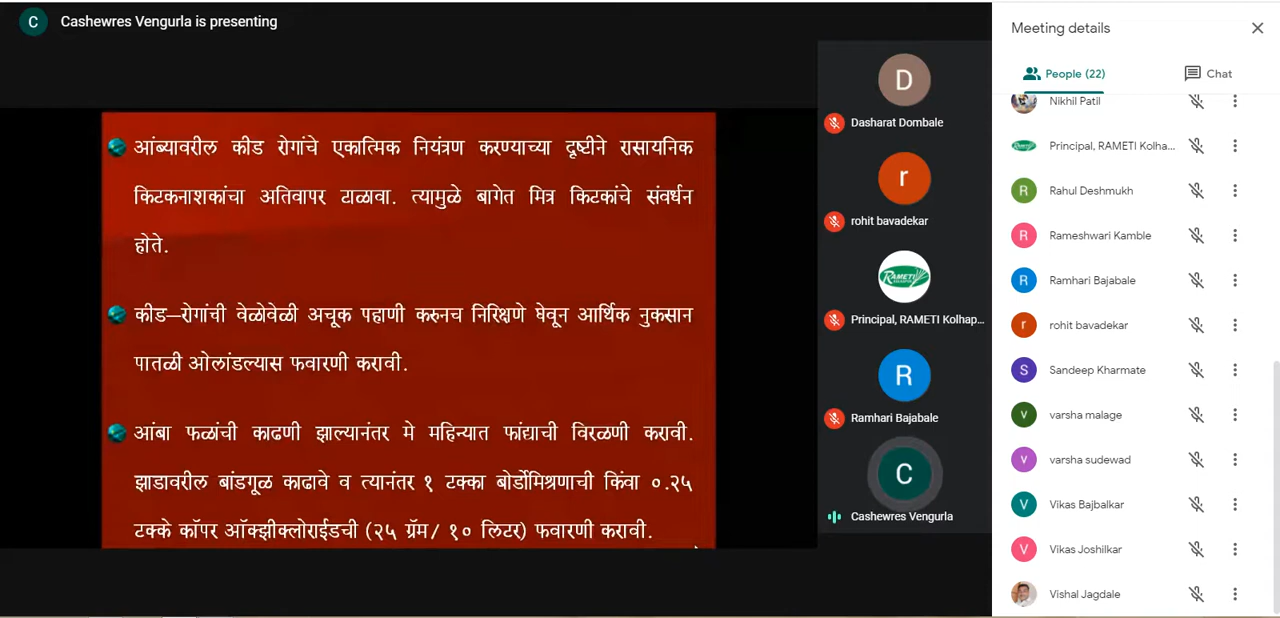 C Cashewres Vengurla is presenting
आंब्यावरील कीड रोगांचे एकात्मिक नियंत्रण करण्याच्या दृष्टीने रासायनिक
किटकनाशकांचा अतिवापर टाळावा. त्यामुळे बागेत मित्र किटकांचे संवर्धन
होते.
कीड–रोगांची वेळोवेळी अचूक पहाणी करुनच निरिक्षणे घेवून आर्थिक नुकसान
पातळी ओलांडल्यास फवारणी करावी.
आंबा फळांची काढणी झाल्यानंतर मे महिन्यात फांद्याची विरळणी करावी.
झाडावरील बांडगूळ काढावे व त्यानंतर १ टक्का बोर्डोमिश्रणाची किंवा ०.२५
टक्के कॉपर ऑक्झीक्लोराईडची (२५ ग्रॅम/ १० लिटर) फवारणी करावी.
D
Dasharat Dombale
r
rohit bavadekar
RAMETI
Principal, RAMETI Kolhap...
R
Ramhari Bajabale
C
Cashewres Vengurla
Meeting details
People (22) Chat
Nikhil Patil
Principal, RAMETI Kolha...
R Rahul Deshmukh
R Rameshwari Kamble
R Ramhari Bajabale
r rohit bavadekar
S Sandeep Kharmate
v varsha malage
v varsha sudewad
V Vikas Bajbalkar
V Vikas Joshilkar
Vishal Jagdale